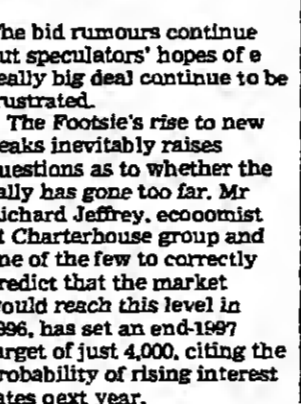 he bid rumours continue
ut speculators' hopes of e
eally big deal continue to be
rustrated.
The Footsie's rise to new
eaks inevitably raises
uestions as to whether the
ally has gone too far. Mr
ichard Jeffrey, ecooomist
t Charterhouse group and
ne of the few to correctly
redict that the market
ould reach this level in
996, has set an end-1997
arget of just 4,000, citing the
robability of rising interest
ates oext year.